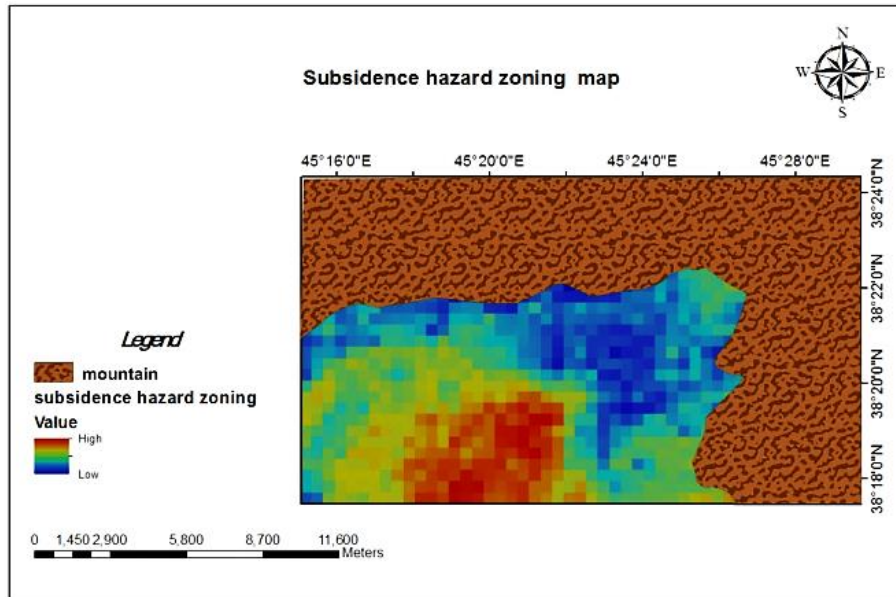 N
W E
S
Subsidence hazard zoning map
45°16'0"E 45°20'0"E 45°24'0"E 45°28'0"E
38°24'0"N
38°22'0"N
38°20'0"N
38°18'0"N
Legend
mountain
subsidence hazard zoning
Value
High
Low
0 1,450 2,900 5,800 8,700 11,600
Meters